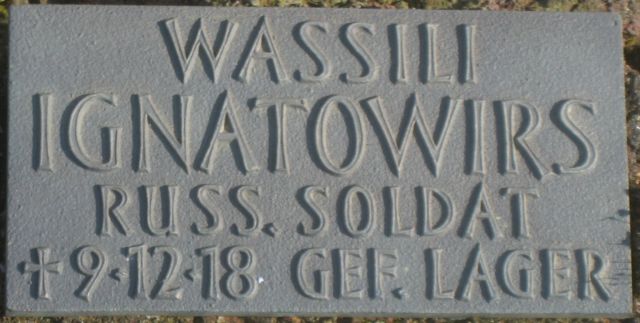 WASSILI
IGNATOWIRS
RUSS. SOLDAT
✝9.12.18 GEF. LAGER